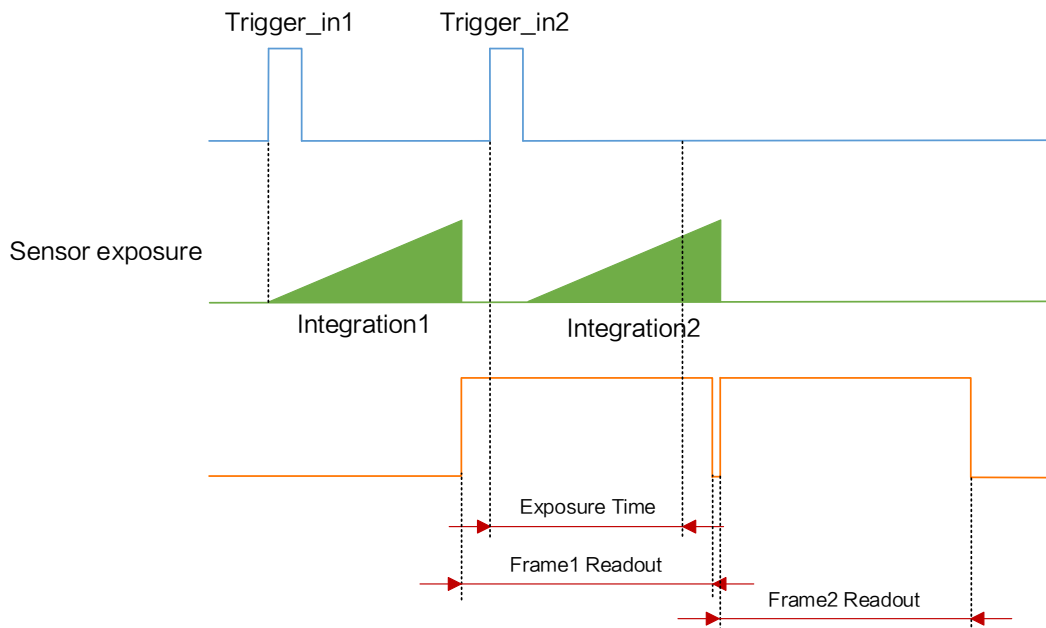 Trigger_in1
Trigger_in2
Sensor exposure
Integration1
Integration2
Exposure Time
Frame1 Readout
Frame2 Readout